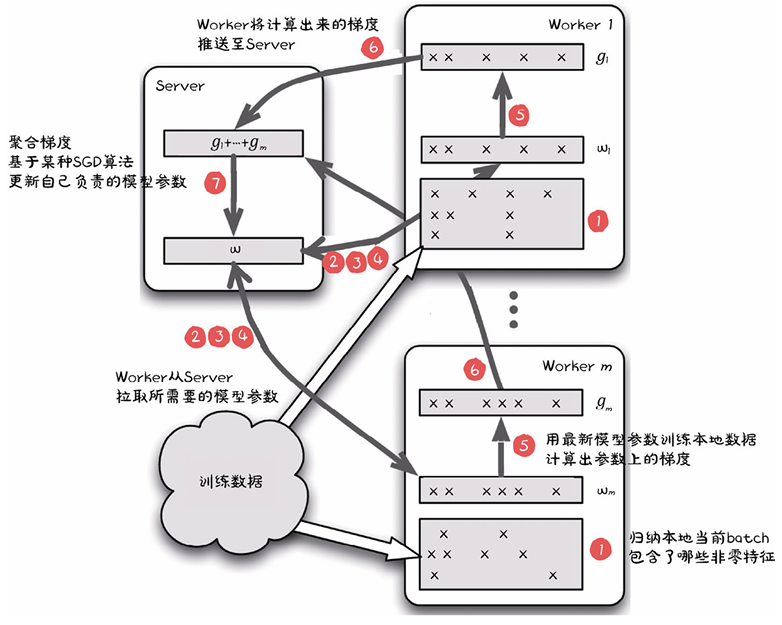 Worker将计算出来的梯度
推送至Server
6
Worker 1
× × × × ×
g1
Server
5
聚合梯度
基于某种SGD算法
更新自己负责的模型参数
g1+···+gm
7
× × × × ×
w1
× × × ×
× × ×
× ×
1
w
2 3 4
2 3 4
Worker从Server
拉取所需要的模型参数
6
Worker m
× × × × × ×
gm
5
用最新模型参数训练本地数据
计算出参数上的梯度
训练数据
× × × × × ×
wm
× ×
× × × ×
× ×
1
归纳本地当前batch
包含了哪些非零特征